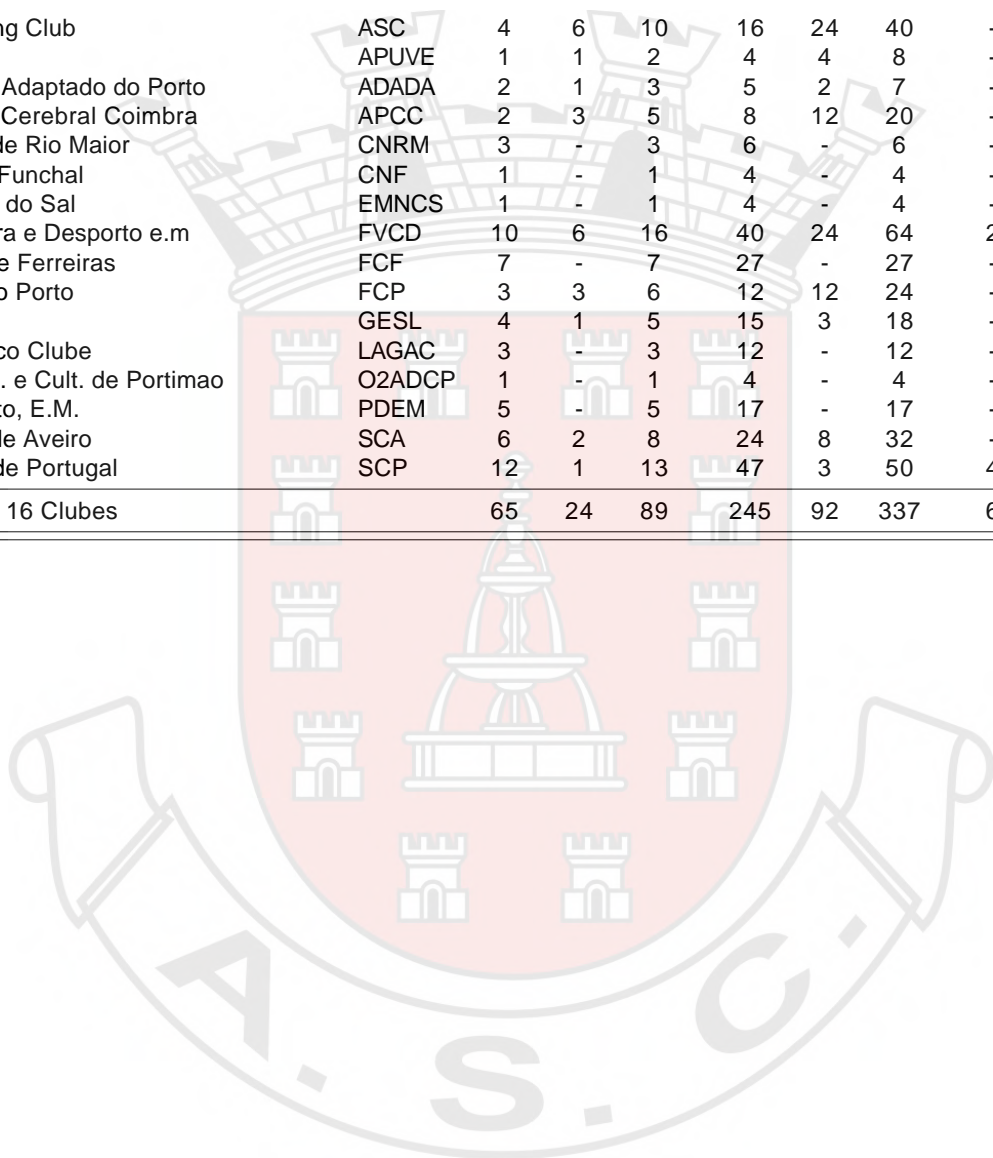 ng Club ASC 4 6 10 16 24 40 -
APUVE 1 1 2 4 4 8 -
Adaptado do Porto ADADA 2 1 3 5 2 7 -
Cerebral Coimbra APCC 2 3 5 8 12 20 -
de Rio Maior CNRM 3 - 3 6 - 6 -
Funchal CNF 1 - 1 4 - 4 -
do Sal EMNCS 1 - 1 4 - 4 -
ra e Desporto e.m FVCD 10 6 16 40 24 64 2
e Ferreiras FCF 7 - 7 27 - 27 -
o Porto FCP 3 3 6 12 12 24 -
GESL 4 1 5 15 3 18 -
co Clube LAGAC 3 - 3 12 - 12 -
. e Cult. de Portimao O2ADCP 1 - 1 4 - 4 -
to, E.M. PDEM 5 - 5 17 - 17 -
de Aveiro SCA 6 2 8 24 8 32 -
de Portugal SCP 12 1 13 47 3 50 4
16 Clubes 65 24 89 245 92 337 6
A. S. C.